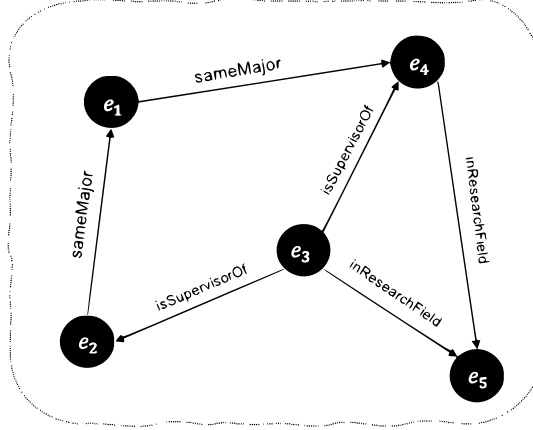 sameMajor
e4
e1
isSupervisorOf
sameMajor
inResearchField
e3
inResearchField
isSupervisorOf
e2
e5